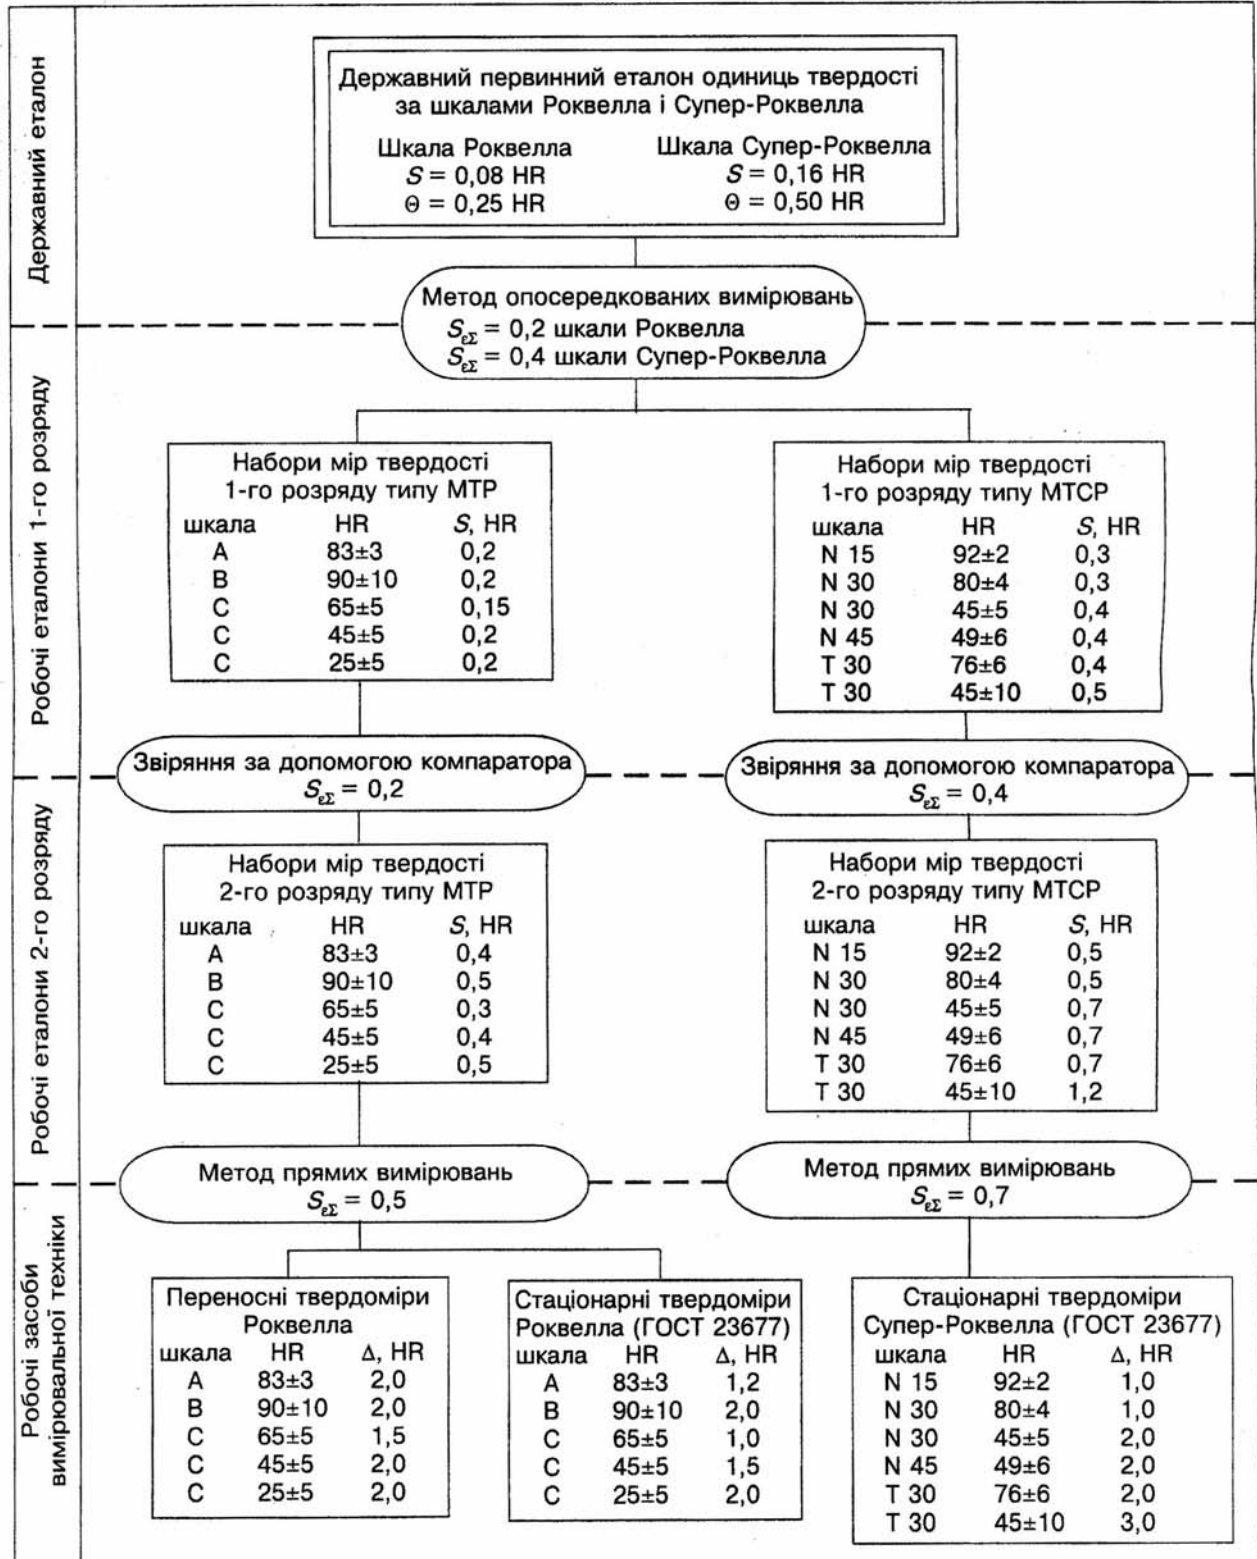 Державний еталон
Державний первинний еталон одиниць твердості
за шкалами Роквелла і Супер-Роквелла
Шкала Роквелла
S = 0,08 HR
Θ = 0,25 HR
Шкала Супер-Роквелла
S = 0,16 HR
Θ = 0,50 HR
Метод опосередкованих вимірювань
SεΣ = 0,2 шкали Роквелла
SεΣ = 0,4 шкали Супер-Роквелла
Робочі еталони 1-го розряду
Набори мір твердості
1-го розряду типу МТР
шкала HR S, HR
A 83±3 0,2
B 90±10 0,2
C 65±5 0,15
C 45±5 0,2
C 25±5 0,2
Набори мір твердості
1-го розряду типу МТСР
шкала HR S, HR
N 15 92±2 0,3
N 30 80±4 0,3
N 30 45±5 0,4
N 45 49±6 0,4
T 30 76±6 0,4
T 30 45±10 0,5
Звіряння за допомогою компаратора
SεΣ = 0,2
Звіряння за допомогою компаратора
SεΣ = 0,4
Робочі еталони 2-го розряду
Набори мір твердості
2-го розряду типу МТР
шкала HR S, HR
A 83±3 0,4
B 90±10 0,5
C 65±5 0,3
C 45±5 0,4
C 25±5 0,5
Набори мір твердості
2-го розряду типу МТСР
шкала HR S, HR
N 15 92±2 0,5
N 30 80±4 0,5
N 30 45±5 0,7
N 45 49±6 0,7
T 30 76±6 0,7
T 30 45±10 1,2
Метод прямих вимірювань
SεΣ = 0,5
Метод прямих вимірювань
SεΣ = 0,7
Робочі засоби
вимірювальної техніки
Переносні твердоміри
Роквелла
шкала HR Δ, HR
A 83±3 2,0
B 90±10 2,0
C 65±5 1,5
C 45±5 2,0
C 25±5 2,0
Стаціонарні твердоміри
Роквелла (ГОСТ 23677)
шкала HR Δ, HR
A 83±3 1,2
B 90±10 2,0
C 65±5 1,0
C 45±5 1,5
C 25±5 2,0
Стаціонарні твердоміри
Супер-Роквелла (ГОСТ 23677)
шкала HR Δ, HR
N 15 92±2 1,0
N 30 80±4 1,0
N 30 45±5 2,0
N 45 49±6 2,0
T 30 76±6 2,0
T 30 45±10 3,0